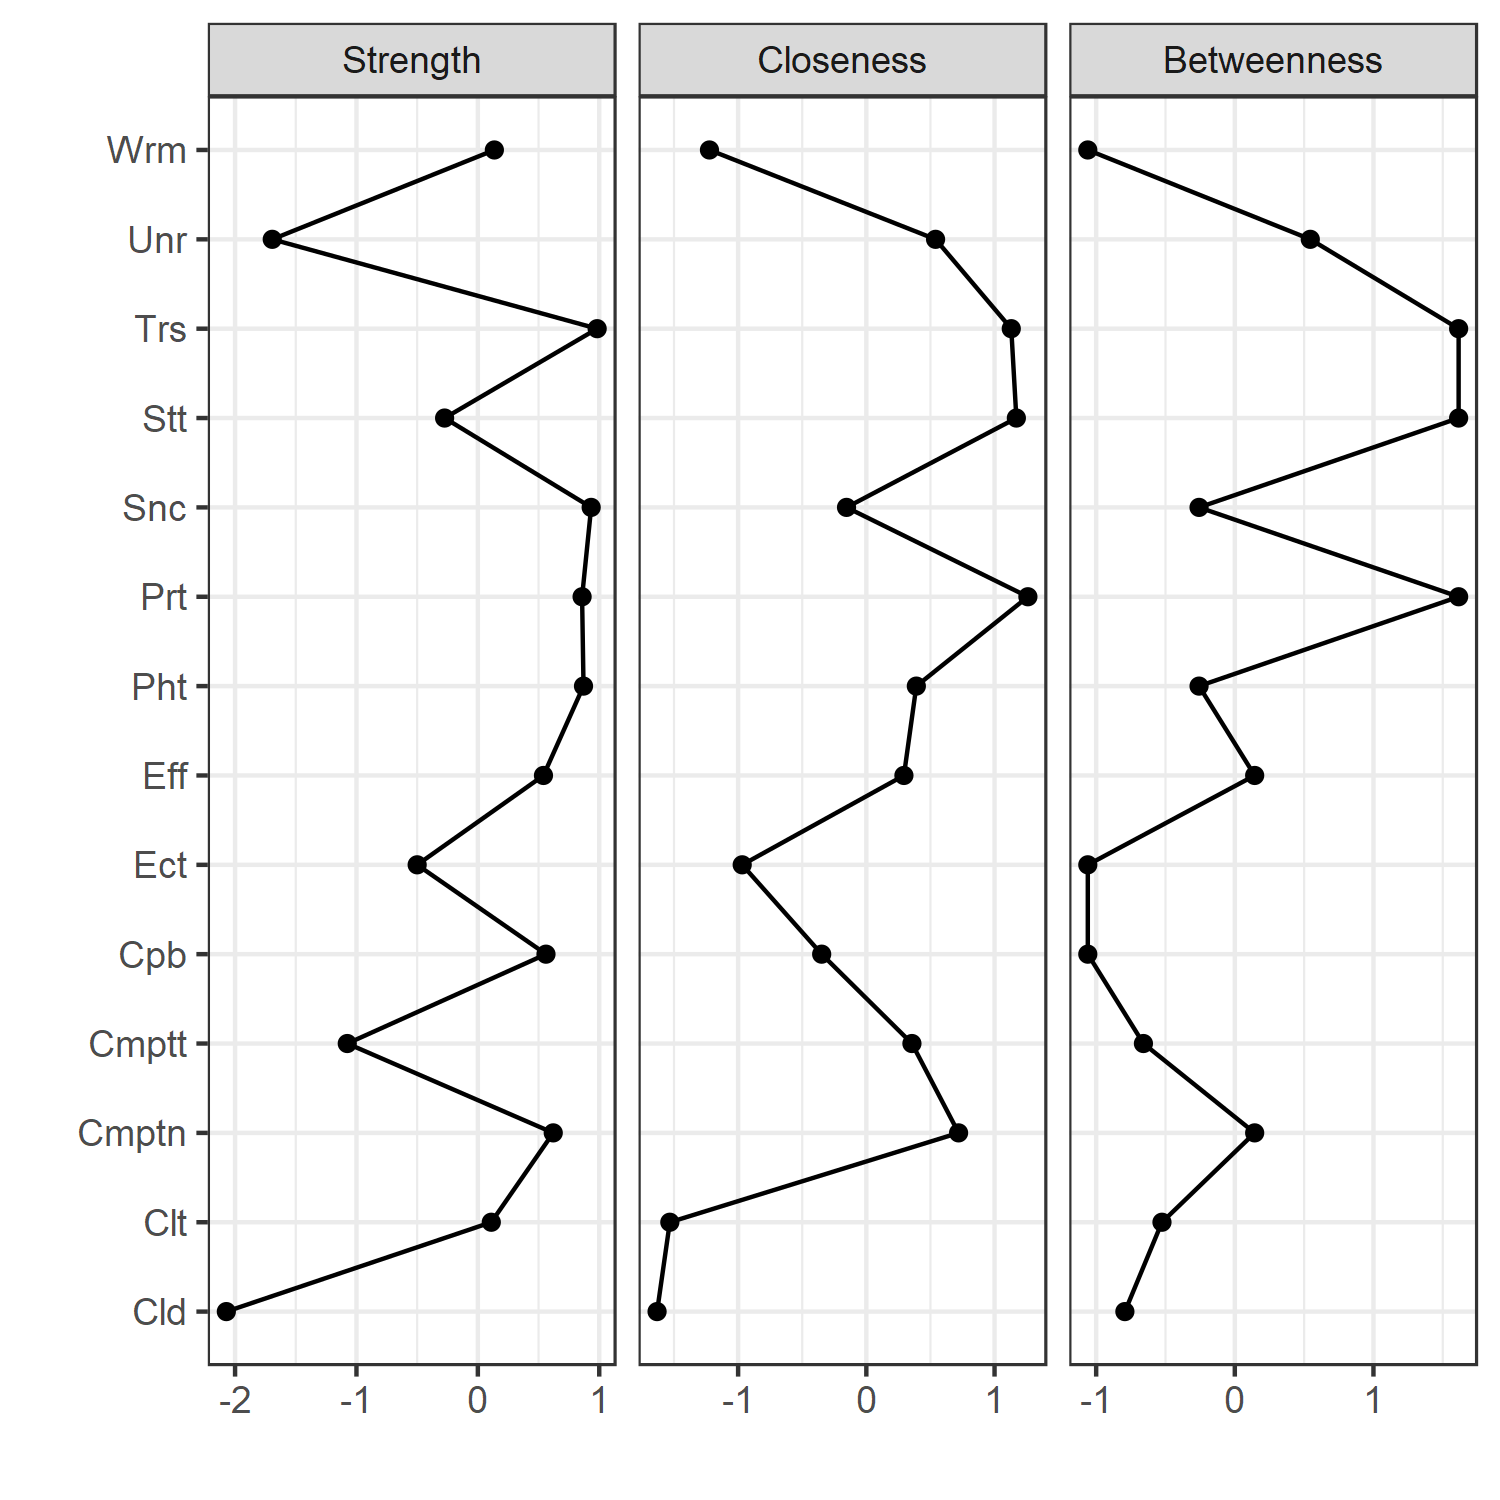 Strength Closeness Betweenness
Wrm
Unr
Trs
Stt
Snc
Prt
Pht
Eff
Ect
Cpb
Cmptt
Cmptn
Clt
Cld
-2 -1 0 1 -1 0 1 -1 0 1